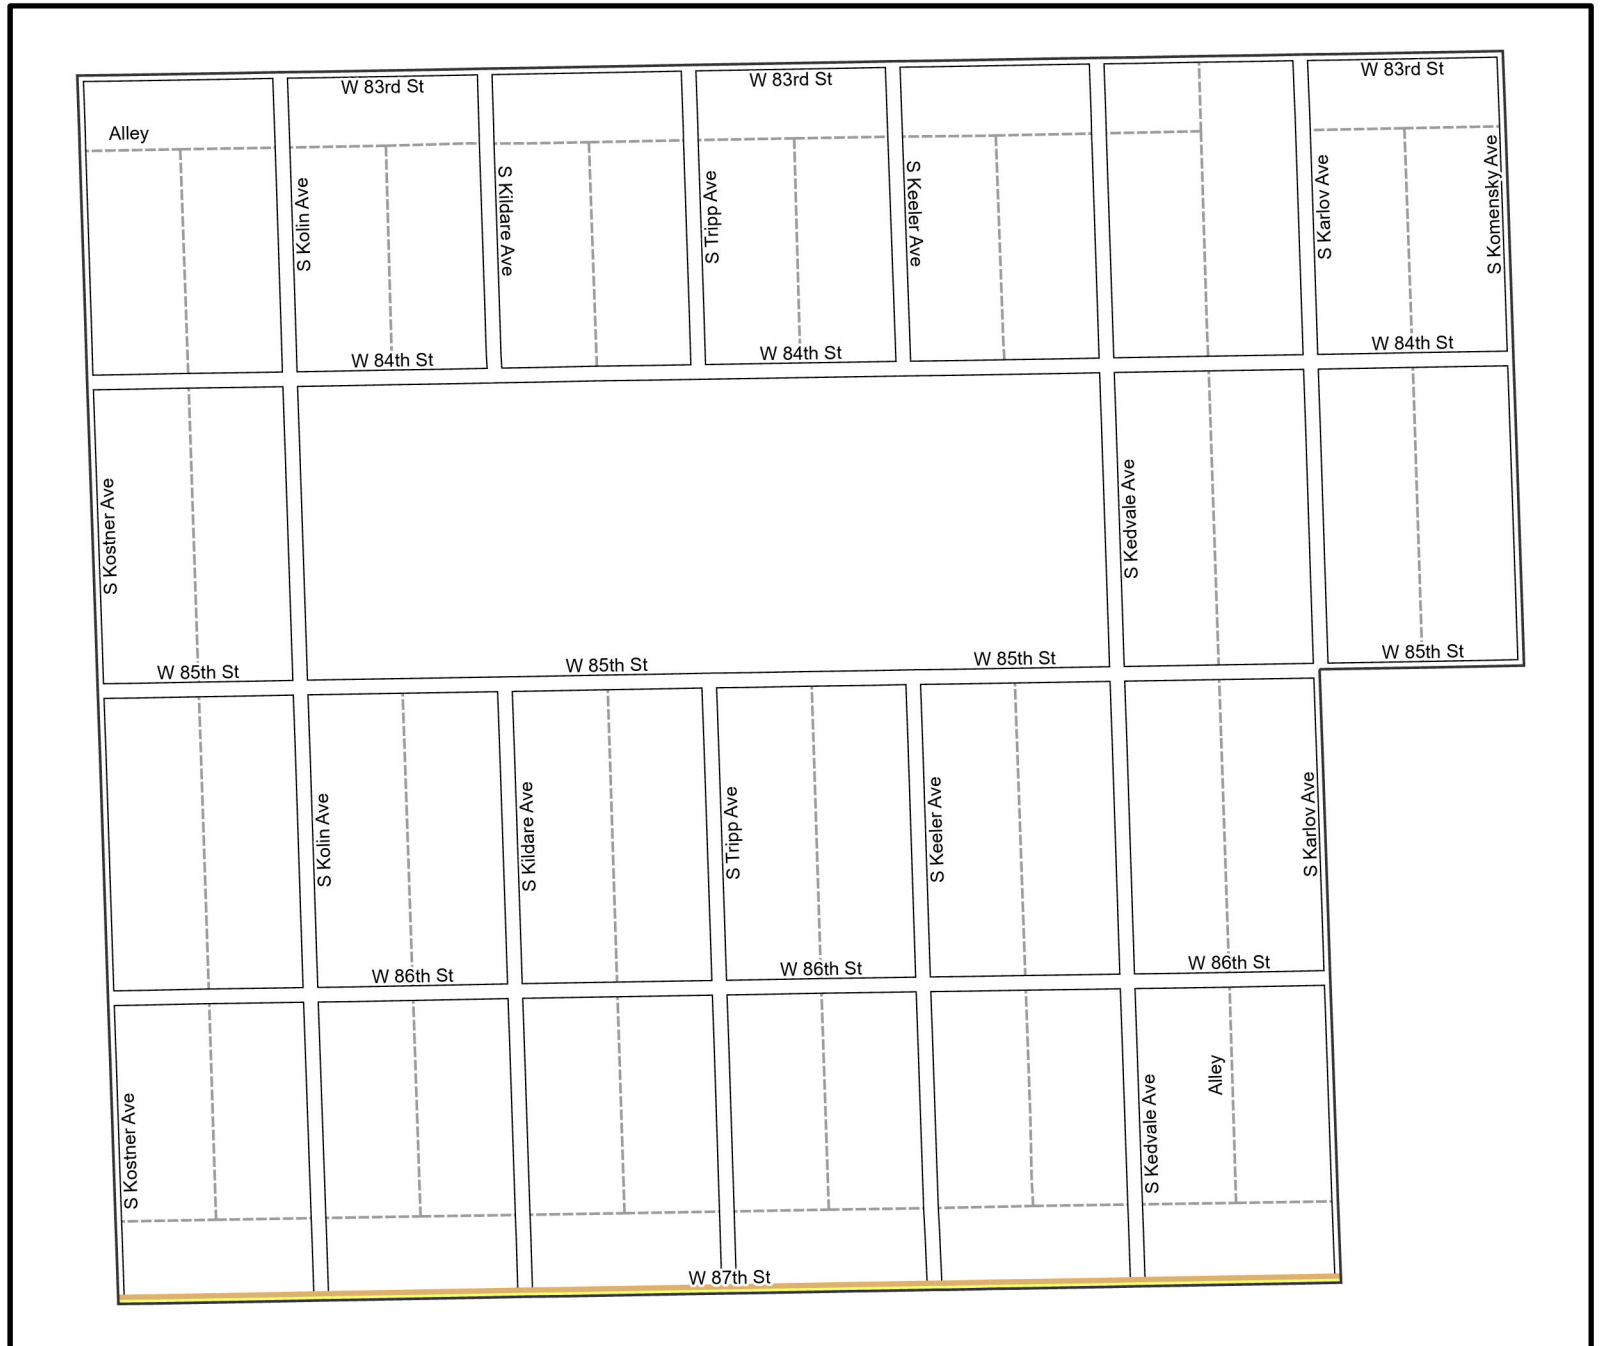 W 83rd St
W 83rd St
W 83rd St
Alley
S Kolin Ave
S Kildare Ave
S Tripp Ave
S Keeler Ave
S Karlov Ave
S Komensky Ave
W 84th St
W 84th St
W 84th St
S Kostner Ave
S Kedvale Ave
W 85th St
W 85th St
W 85th St
W 85th St
S Kolin Ave
S Kildare Ave
S Tripp Ave
S Keeler Ave
S Karlov Ave
W 86th St
W 86th St
W 86th St
S Kostner Ave
S Kedvale Ave
Alley
W 87th St